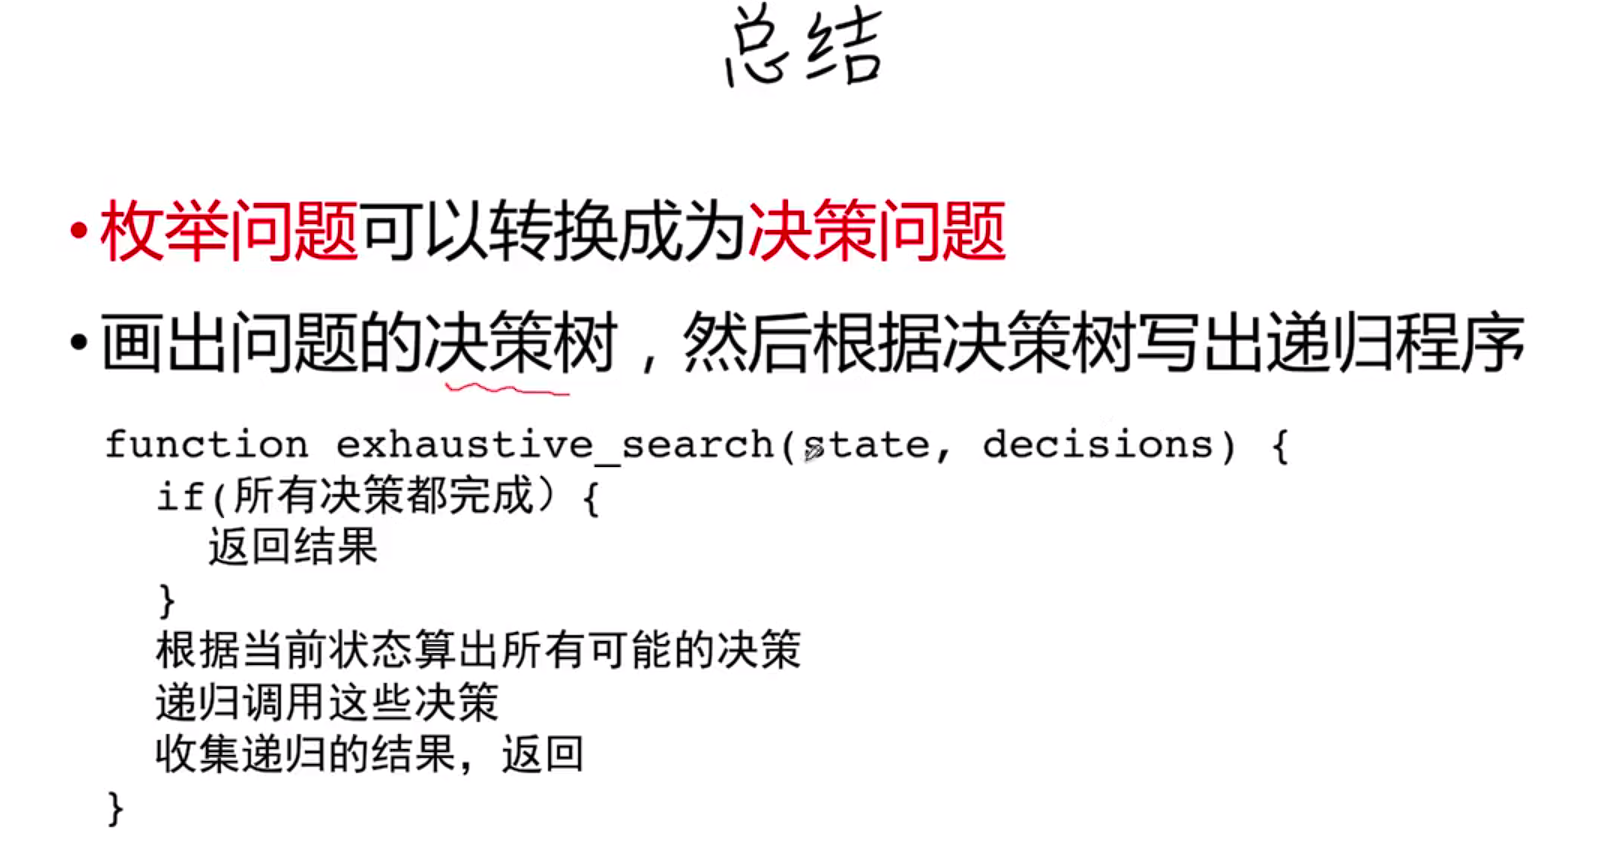 总结
•枚举问题可以转换成为决策问题
•画出问题的决策树，然后根据决策树写出递归程序
function exhaustive_search(state, decisions) {
if(所有决策都完成）{
返回结果
}
根据当前状态算出所有可能的决策
递归调用这些决策
收集递归的结果，返回
}